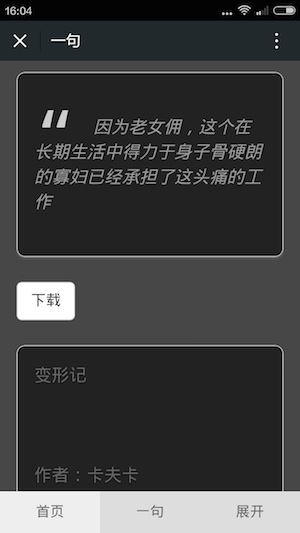 16:04
一句
“ 因为老女佣，这个在
长期生活中得力于身子骨硬朗
的寡妇已经承担了这头痛的工
作
下载
变形记
作者：卡夫卡
首页 一句 展开